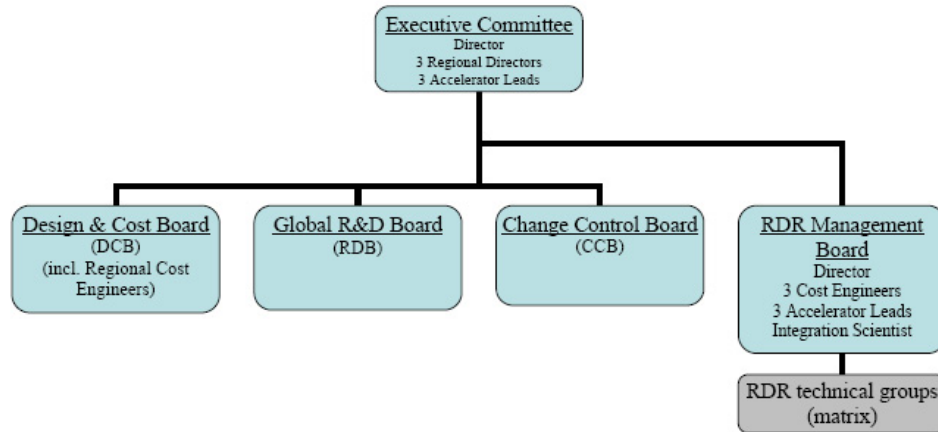 Executive Committee
Director
3 Regional Directors
3 Accelerator Leads
Design & Cost Board
(DCB)
(incl. Regional Cost
Engineers)
Global R&D Board
(RDB)
Change Control Board
(CCB)
RDR Management
Board
Director
3 Cost Engineers
3 Accelerator Leads
Integration Scientist
RDR technical groups
(matrix)